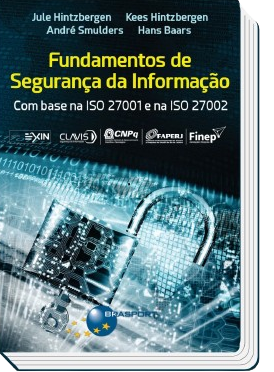 Jule Hintzbergen    Kees Hintzbergen
André Smulders    Hans Baars
Fundamentos de
Segurança da Informação
Com base na ISO 27001 e na ISO 27002
EXIN CLAVIS CNPq FAPERJ Finep
BRASPORT